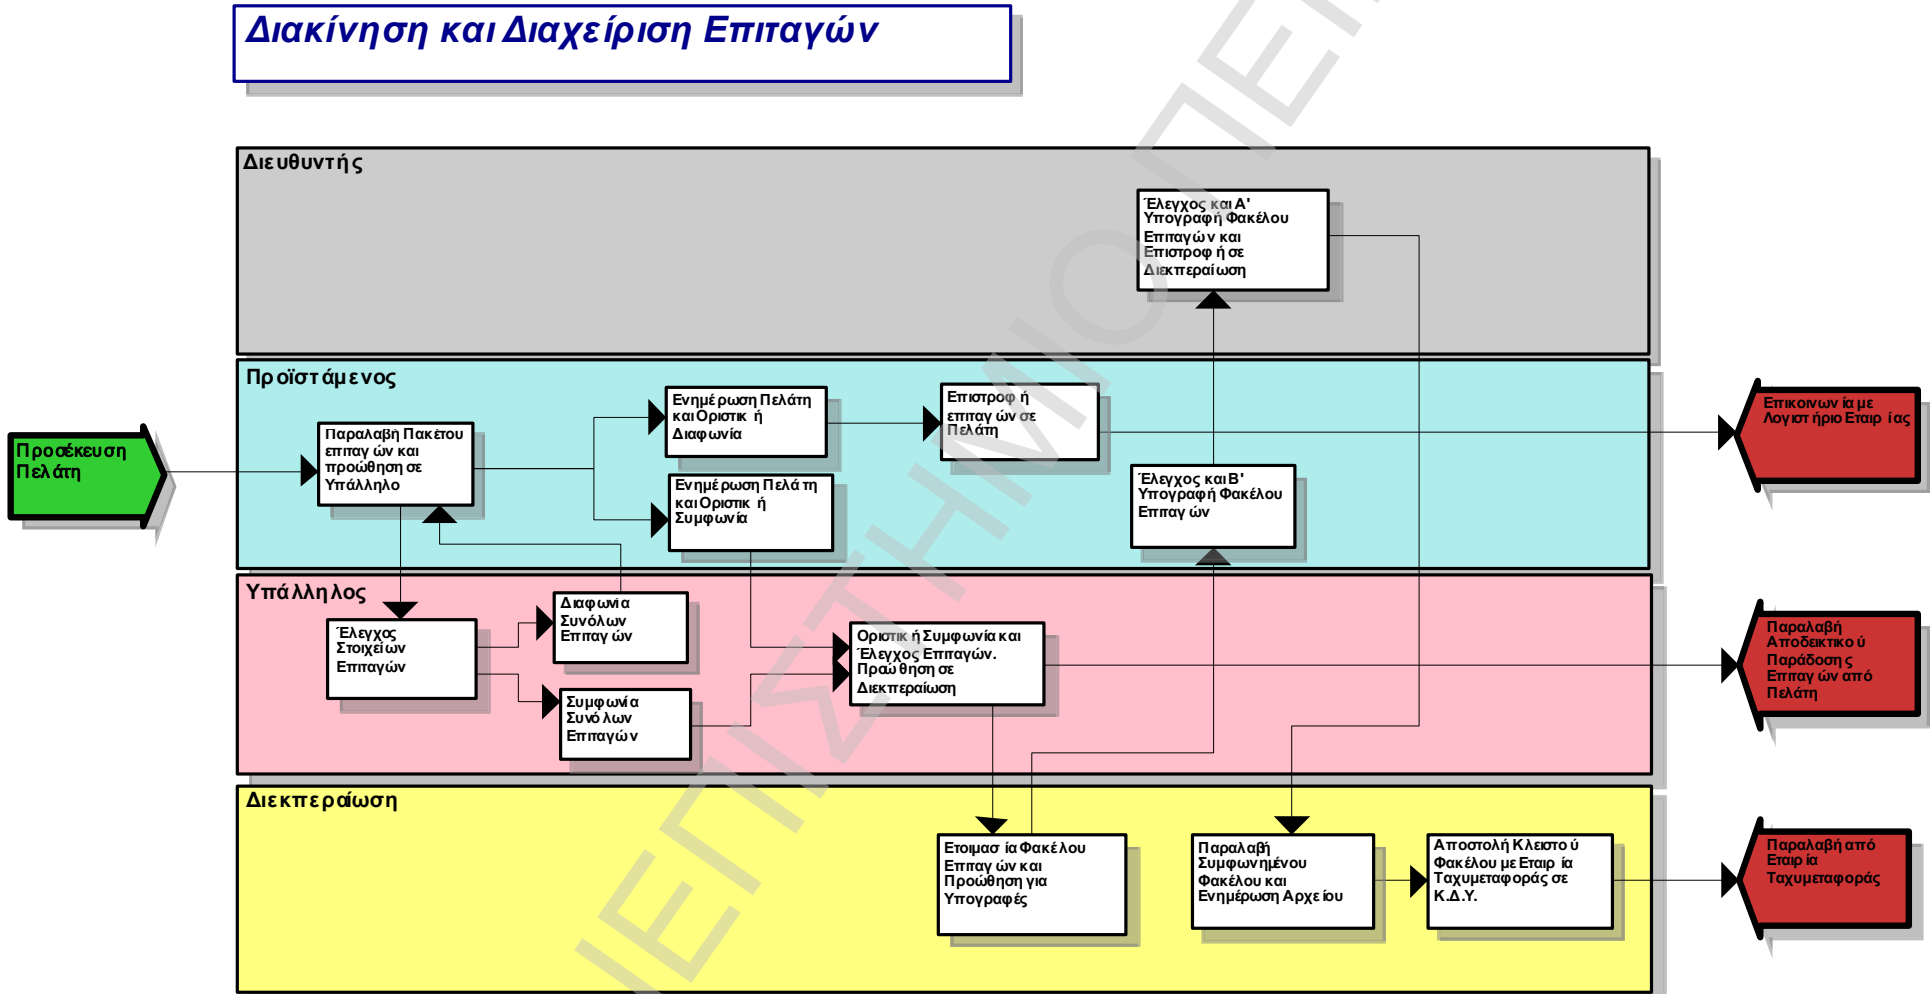 Διακίνηση και Διαχείριση Επιταγών
Διευθυντής
Έλεγχος και Α'
Υπογραφή Φακέλου
Επιταγών και
Επιστροφή σε
Διεκπεραίωση
Προϊστάμενος
Ενημέρωση Πελάτη
και Οριστική
Διαφωνία
Επιστροφή
επιταγών σε
Πελάτη
Επικοινωνία με
Λογιστήριο Εταιρίας
Προσέκευση
Πελάτη
Παραλαβή Πακέτου
επιταγών και
προώθηση σε
Υπάλληλο
Ενημέρωση Πελάτη
και Οριστική
Συμφωνία
Έλεγχος και Β'
Υπογραφή Φακέλου
Επιταγών
Υπάλληλος
Έλεγχος
Στοιχείων
Επιταγών
Διαφωνία
Συνόλων
Επιταγών
Συμφωνία
Συνόλων
Επιταγών
Οριστική Συμφωνία και
Έλεγχος Επιταγών.
Πραώθηση σε
Διεκπεραίωση
Παραλαβή
Αποδεικτικού
Παράδοσης
Επιταγών από
Πελάτη
Διεκπεραίωση
Ετοιμασία Φακέλου
Επιταγών και
Προώθηση για
Υπογραφές
Παραλαβή
Συμφωνημένου
Φακέλου και
Ενημέρωση Αρχείου
Αποστολή Κλειστού
Φακέλου με Εταιρία
Ταχυμεταφοράς σε
Κ.Δ.Υ.
Παραλαβή από
Εταιρία
Ταχυμεταφοράς